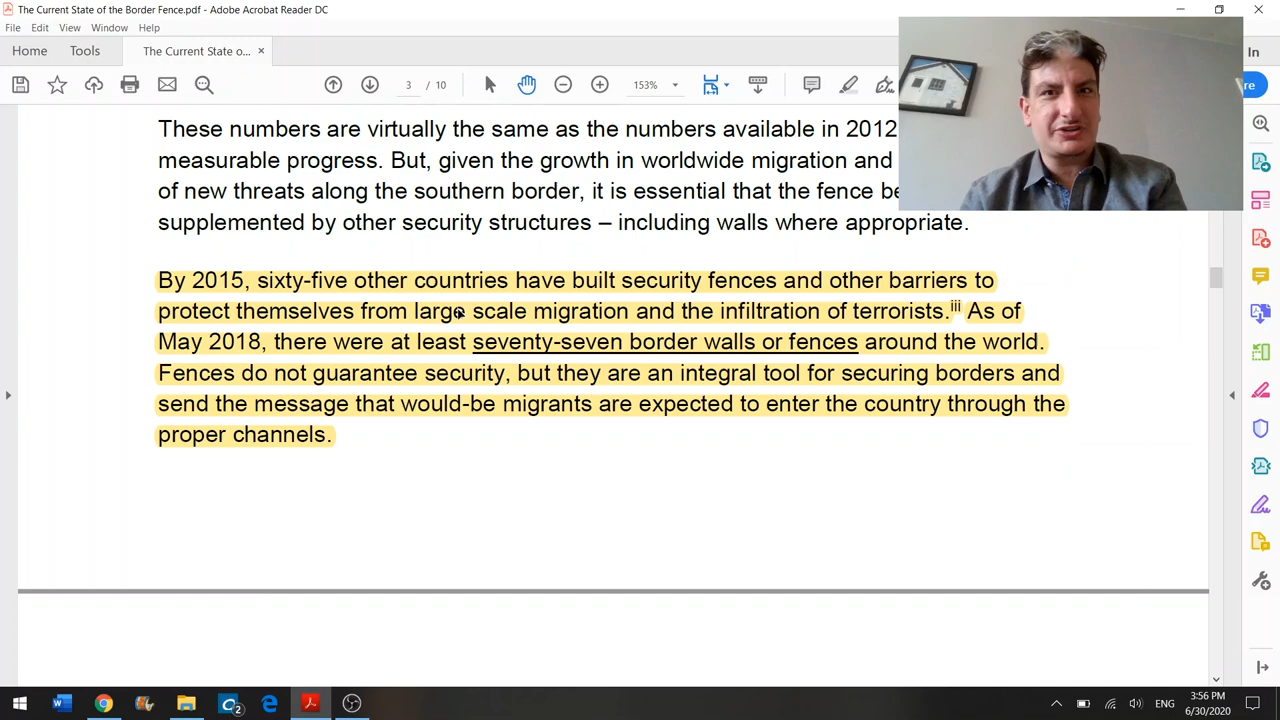 The Current State of the Border Fence.pdf - Adobe Acrobat Reader DC
File Edit View Window Help
Home Tools The Current State o... × In
3 / 10 153% re
These numbers are virtually the same as the numbers available in 2012
measurable progress. But, given the growth in worldwide migration and
of new threats along the southern border, it is essential that the fence be
supplemented by other security structures – including walls where appropriate.
By 2015, sixty-five other countries have built security fences and other barriers to
protect themselves from large scale migration and the infiltration of terrorists.iii As of
May 2018, there were at least seventy-seven border walls or fences around the world.
Fences do not guarantee security, but they are an integral tool for securing borders and
send the message that would-be migrants are expected to enter the country through the
proper channels.
2
ENG
3:56 PM
6/30/2020